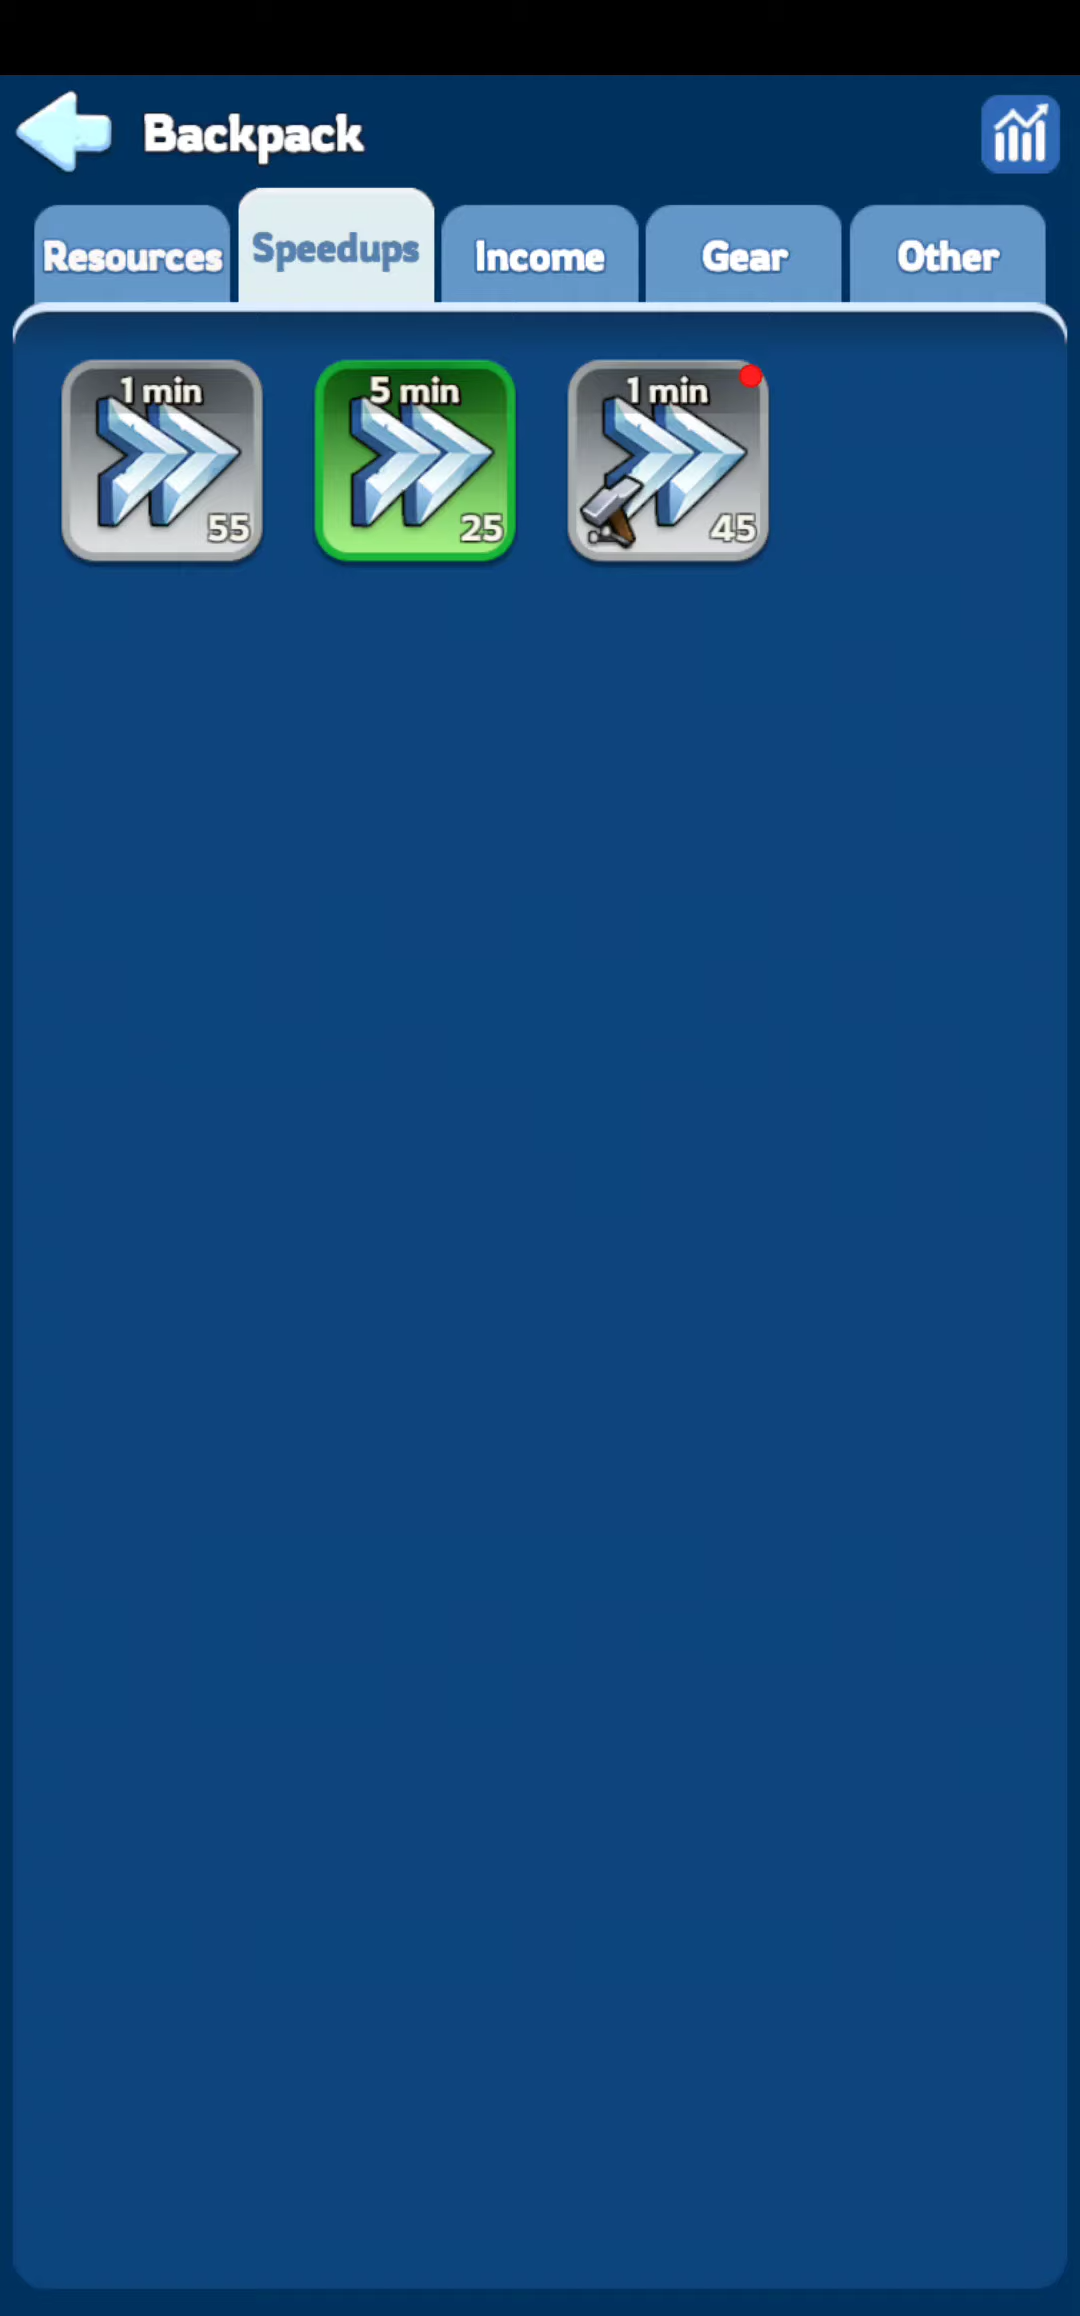 Backpack
Resources
Speedups
Income
Gear
Other
1 min
55
5 min
25
1 min
45